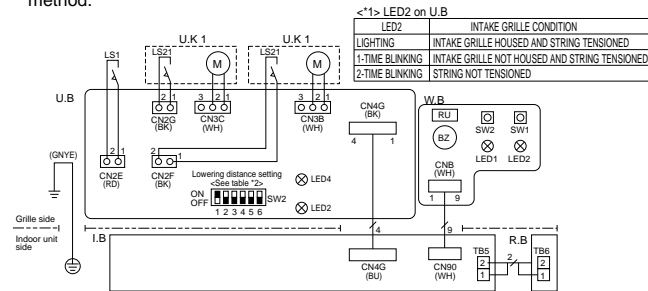 method.
<*1> LED2 on U.B
LED2 INTAKE GRILLE CONDITION
LIGHTING INTAKE GRILLE HOUSED AND STRING TENSIONED
1-TIME BLINKING INTAKE GRILLE NOT HOUSED AND STRING TENSIONED
2-TIME BLINKING STRING NOT TENSIONED
U.K 1 U.K 1
LS1 LS21 M LS21 M
U.B
2 1 2 1 3 2 1 3 2 1
CN2G (BK) CN3C (WH) CN3B (WH)
CN4G (BK)
4 1
W.B
RU
BZ
SW2 SW1
LED1 LED2
CNB (WH)
1 9
(GNYE)
2 1
CN2E (RD) CN2F (BK)
Lowering distance setting
<See table *2>
ON
OFF
SW2
1 2 3 4 5 6
LED4
LED2
Grille side
Indoor unit side
I.B
4 9
CN4G (BU) CN90 (WH)
R.B
TB5 2 TB6
2 2
1 1